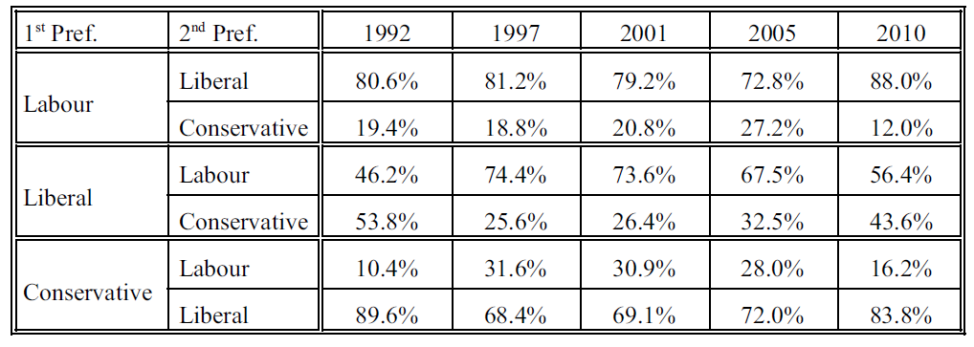 1st Pref. 2nd Pref. 1992 1997 2001 2005 2010
Labour
Liberal 80.6% 81.2% 79.2% 72.8% 88.0%
Conservative 19.4% 18.8% 20.8% 27.2% 12.0%
Liberal
Labour 46.2% 74.4% 73.6% 67.5% 56.4%
Conservative 53.8% 25.6% 26.4% 32.5% 43.6%
Conservative
Labour 10.4% 31.6% 30.9% 28.0% 16.2%
Liberal 89.6% 68.4% 69.1% 72.0% 83.8%